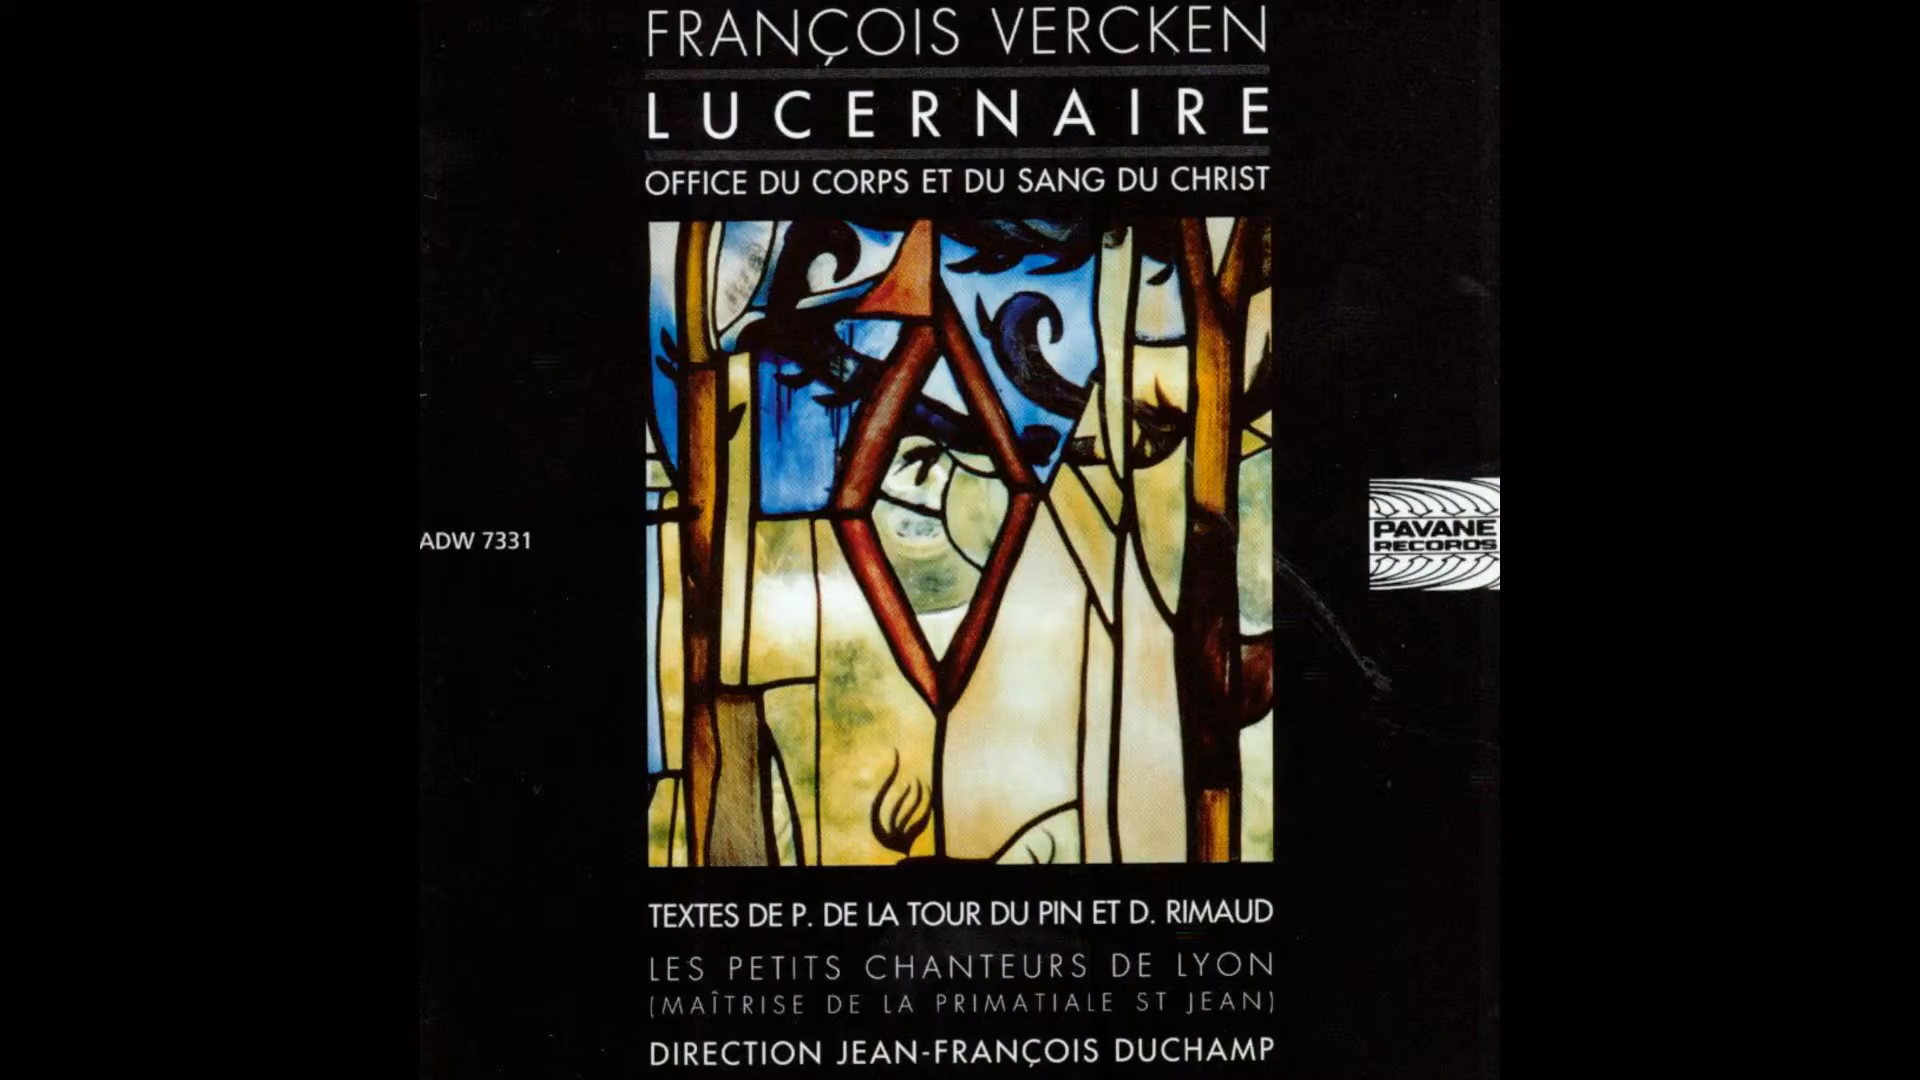 FRANÇOIS VERCKEN
LUCERNAIRE
OFFICE DU CORPS ET DU SANG DU CHRIST
ADW 7331
PAVANE
RECORDS
TEXTES DE P. DE LA TOUR DU PIN ET D. RIMAUD
LES PETITS CHANTEURS DE LYON
(MAÎTRISE DE LA PRIMATIALE ST JEAN)
DIRECTION JEAN-FRANÇOIS DUCHAMP